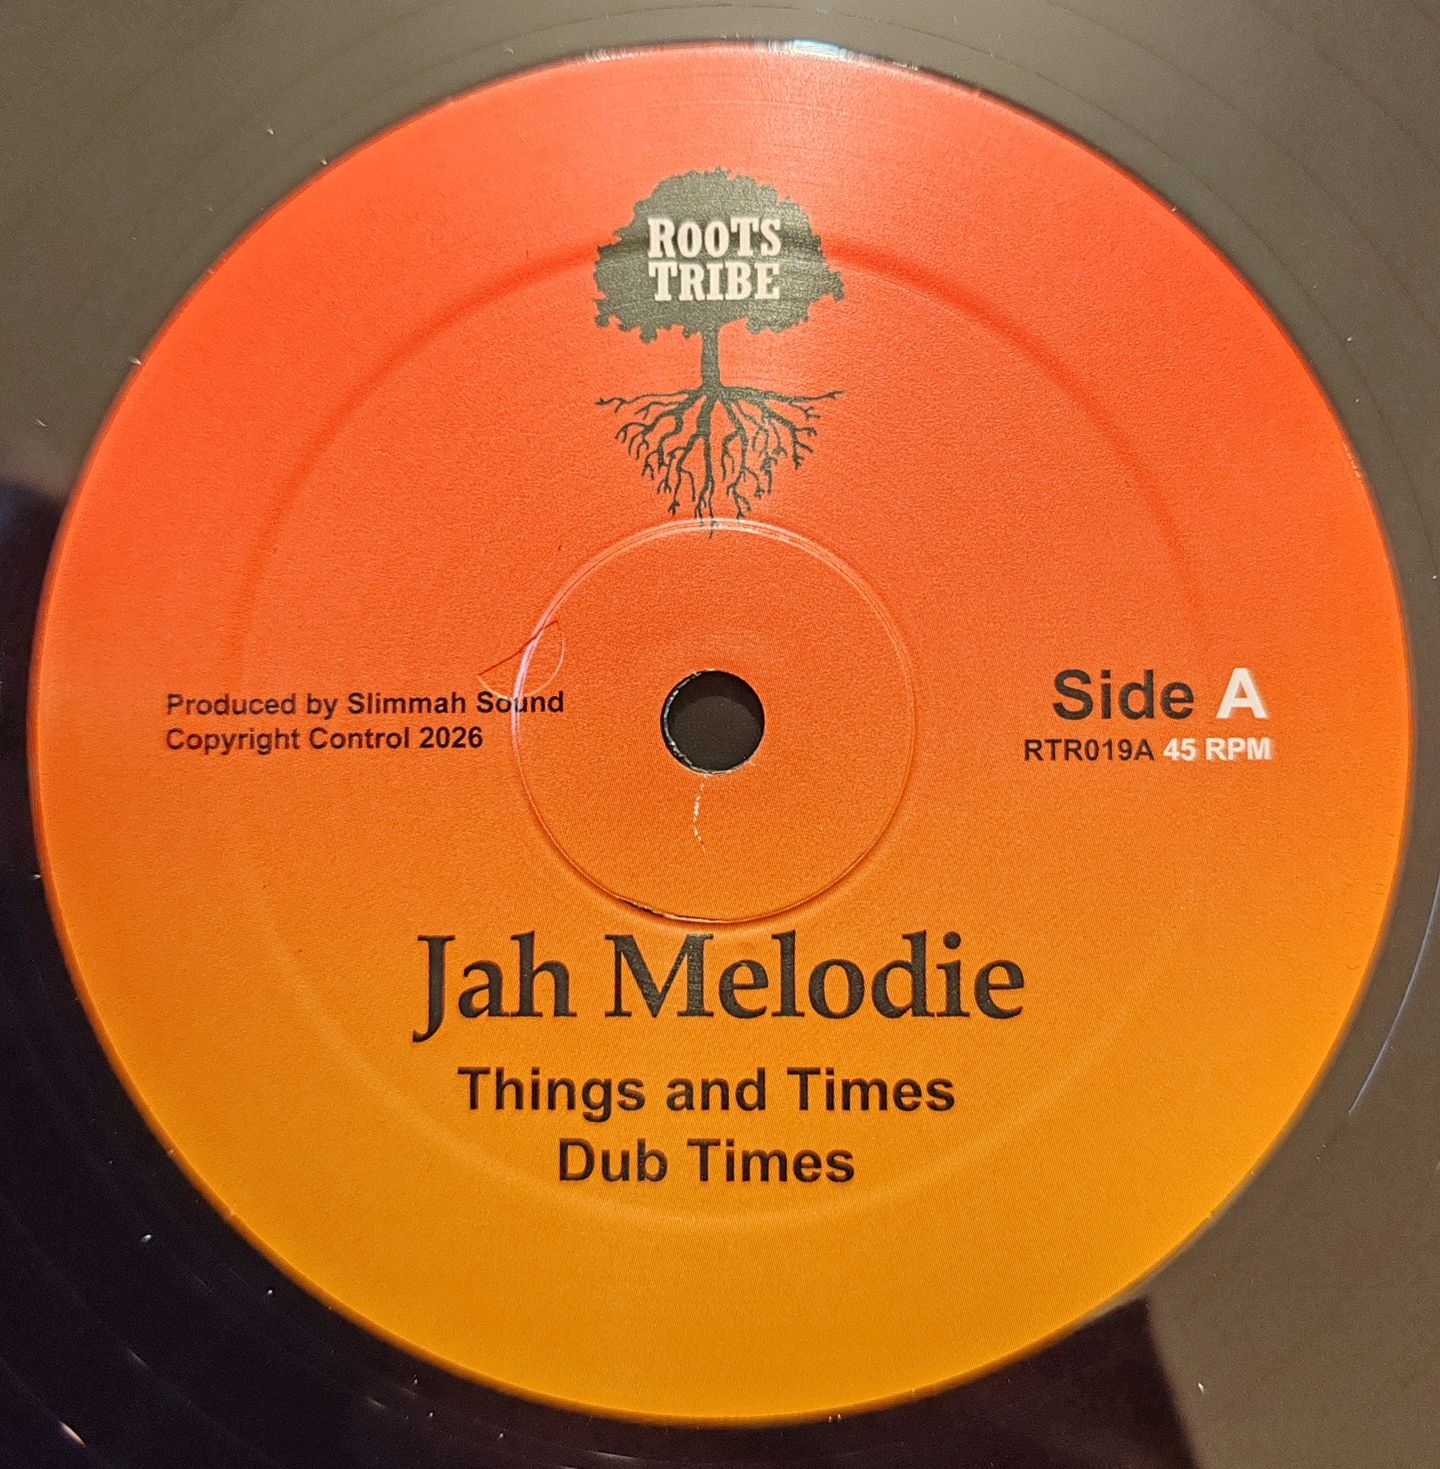 ROOTS
TRIBE
Produced by Slimmah Sound
Copyright Control 2026
Side A
RTR019A 45 RPM
Jah Melodie
Things and Times
Dub Times